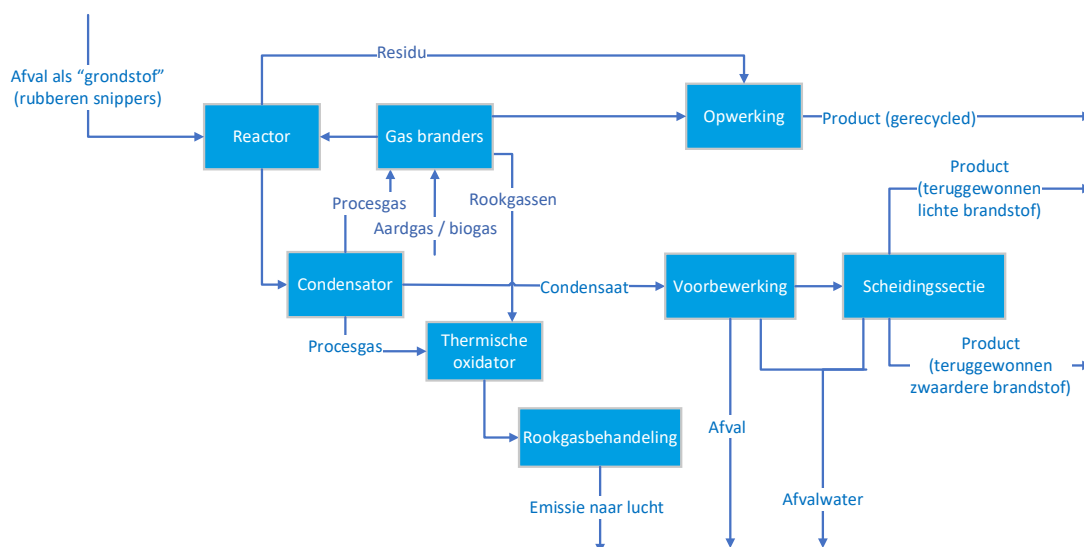 Residu
Afval als “grondstof”
(rubberen snippers)
Reactor
Gas branders
Opwerking
Product (gerecycled)
Procesgas
Rookgassen
Aardgas / biogas
Product
(teruggewonnen
lichte brandstof)
Condensator
Condensaat
Voorbewerking
Scheidingssectie
Procesgas
Thermische
oxidator
Product
(teruggewonnen
zwaardere brandstof)
Rookgasbehandeling
Afval
Emissie naar lucht
Afvalwater